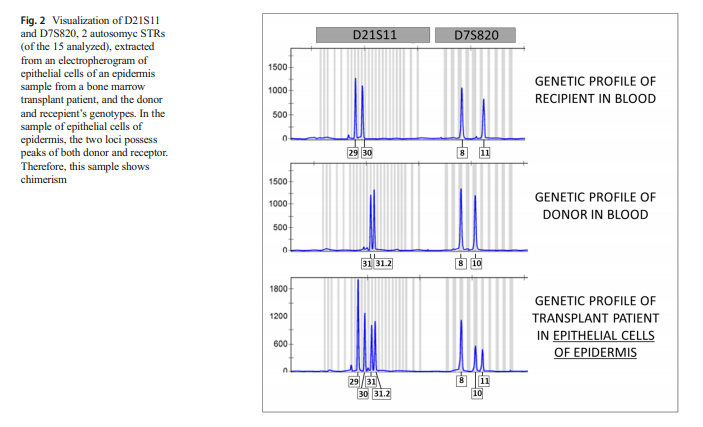 Fig. 2 Visualization of D21S11
and D7S820, 2 autosomyc STRs
(of the 15 analyzed), extracted
from an electropherogram of
epithelial cells of an epidermis
sample from a bone marrow
transplant patient, and the donor
and recepient's genotypes. In the
sample of epithelial cells of
epidermis, the two loci possess
peaks of both donor and receptor.
Therefore, this sample shows
chimerism
D21S11 D7S820
1500
1000
500
0
29 30 8 11
GENETIC PROFILE OF
RECIPIENT IN BLOOD
1500
1000
500
0
31 31.2 8 10
GENETIC PROFILE OF
DONOR IN BLOOD
1800
1200
600
0
29 31 8 11
30 31.2 10
GENETIC PROFILE OF
TRANSPLANT PATIENT
IN EPITHELIAL CELLS
OF EPIDERMIS